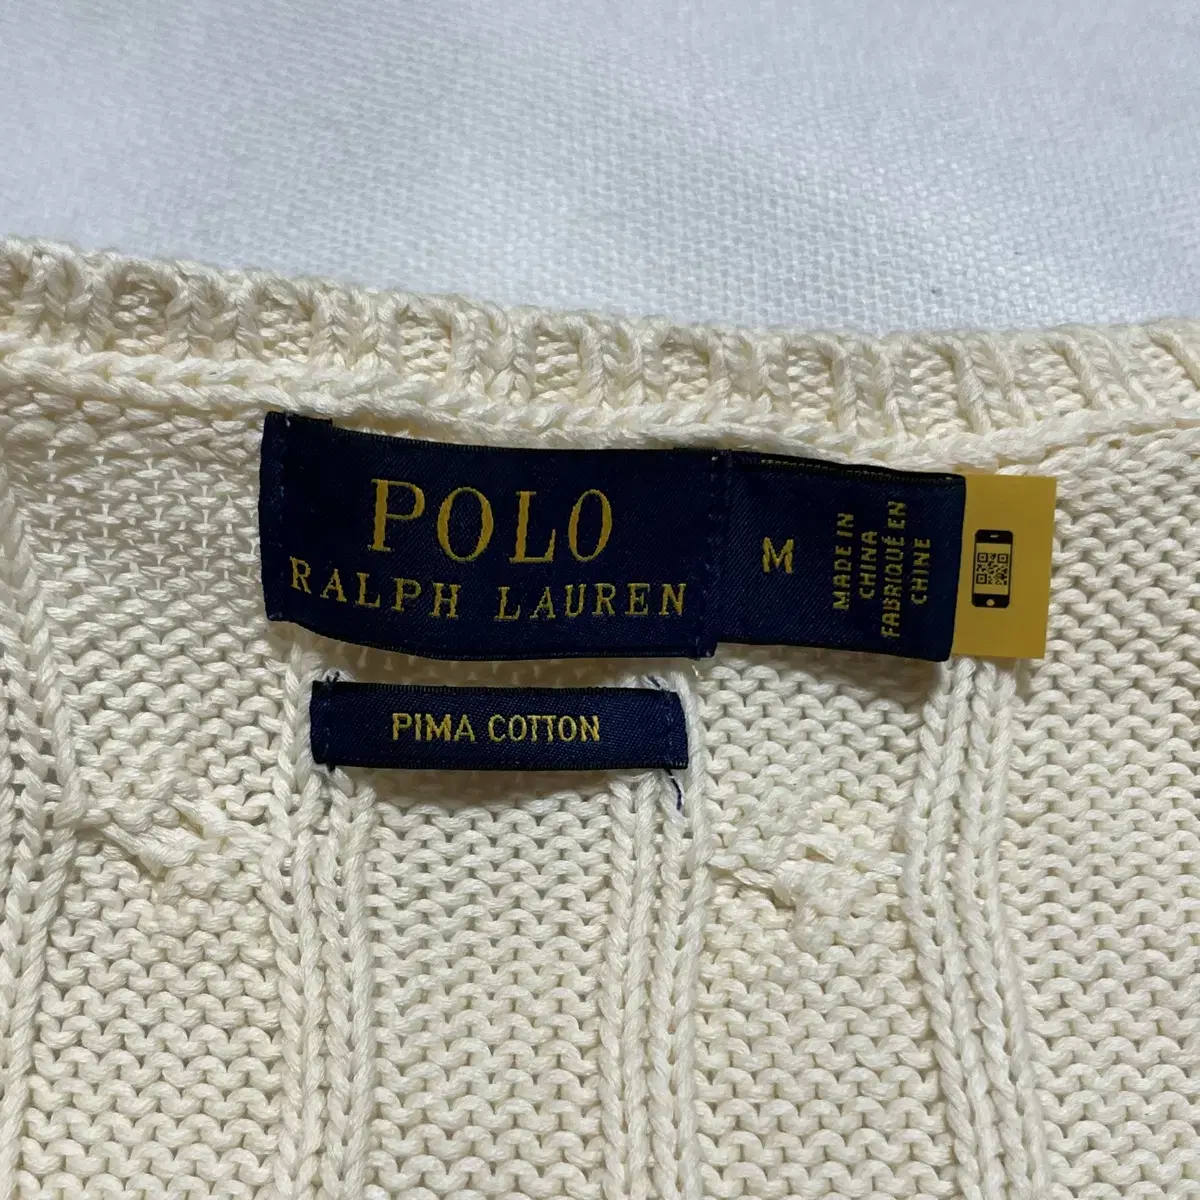 POLO
RALPH LAUREN
M
MADE IN
CHINA
FABRIQUÉ EN
CHINE
PIMA COTTON